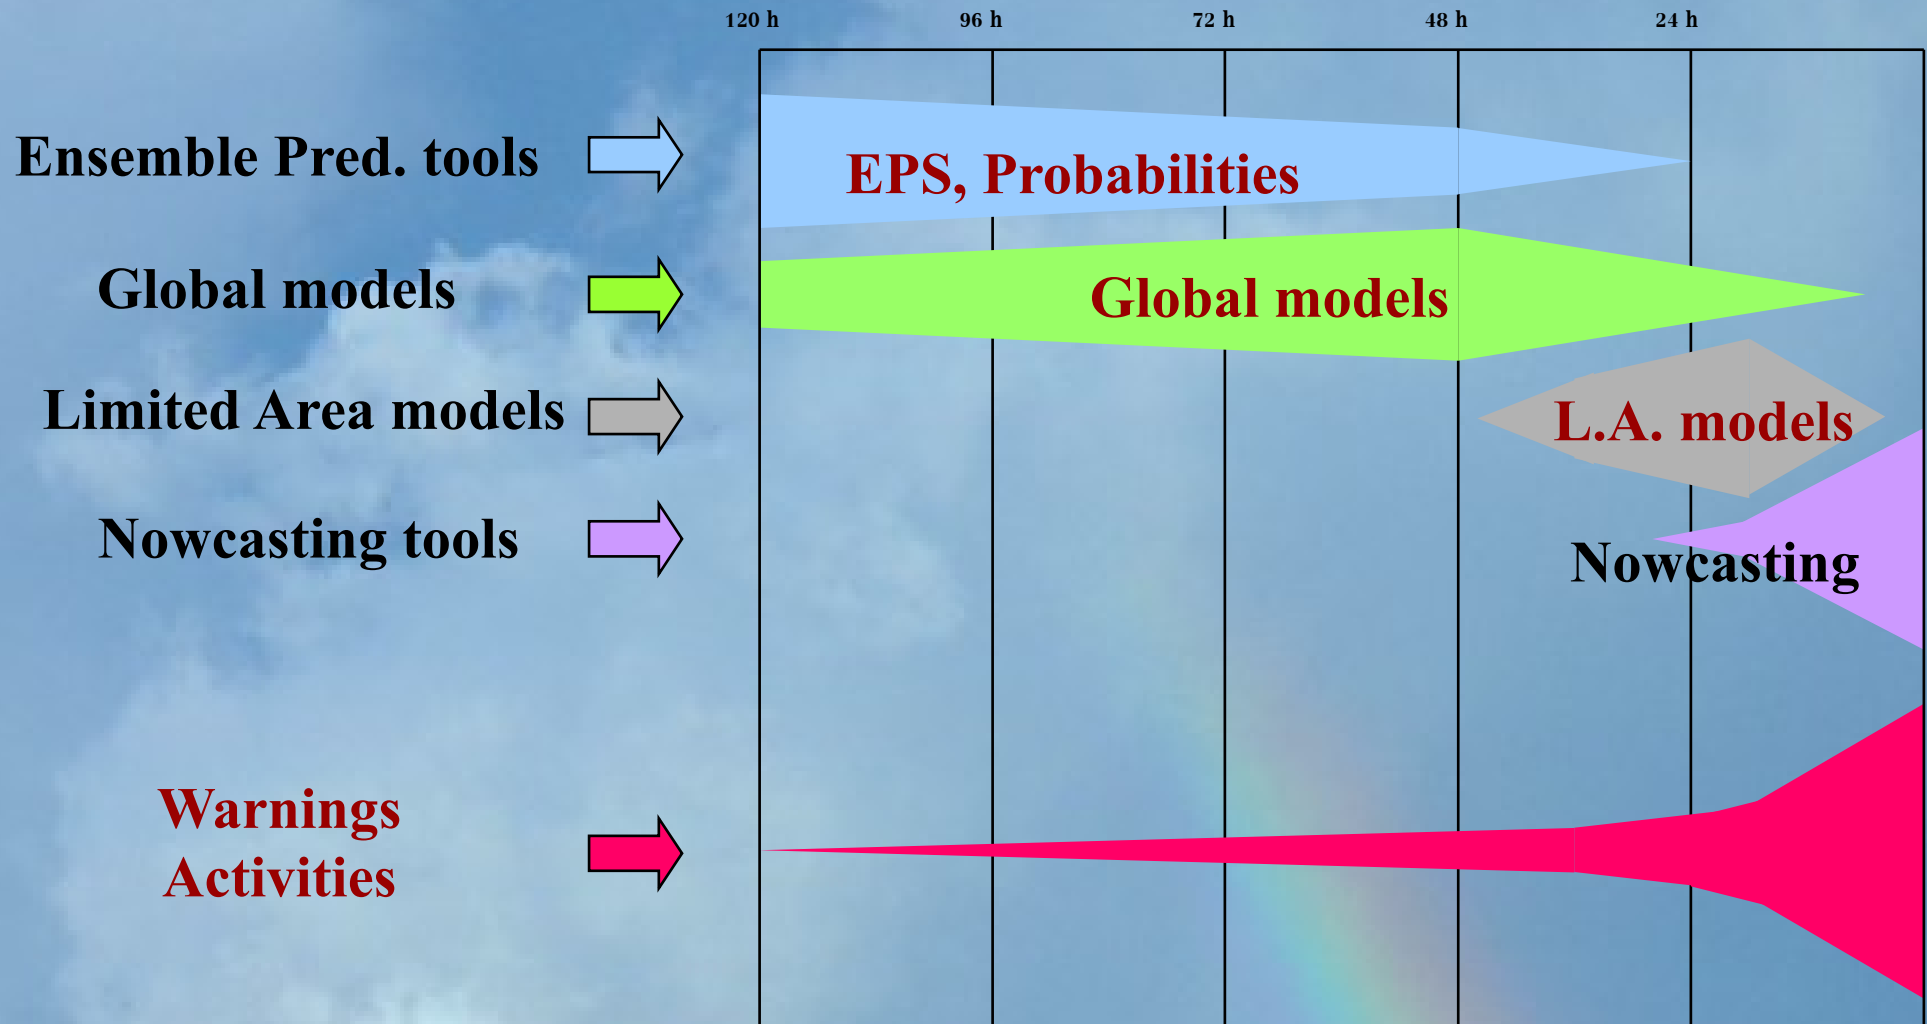 120 h 96 h 72 h 48 h 24 h
Ensemble Pred. tools
EPS, Probabilities
Global models
Global models
Limited Area models
L.A. models
Nowcasting tools
Nowcasting
Warnings
Activities